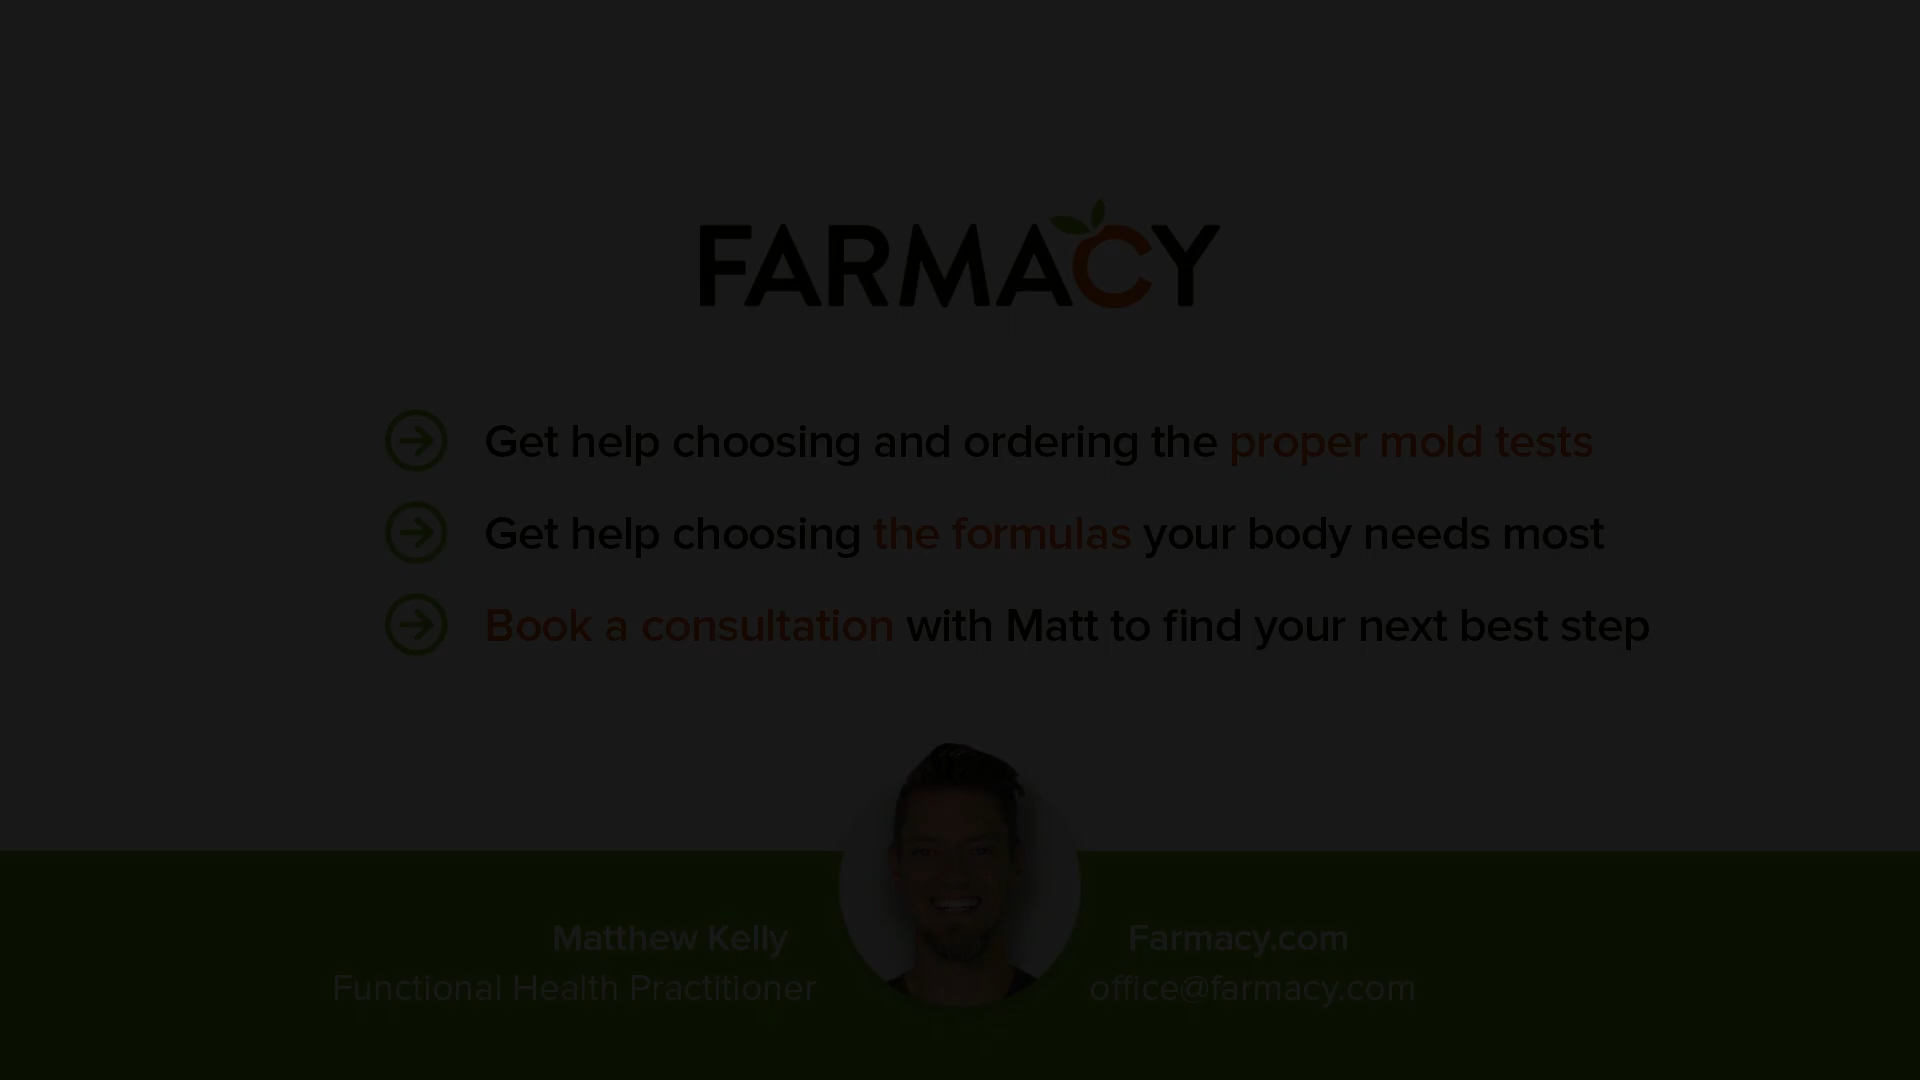 FARMACY
Get help choosing and ordering the proper mold tests
Get help choosing the formulas your body needs most
Book a consultation with Matt to find your next best step
Matthew Kelly
Functional Health Practitioner
Farmacy.com
office@farmacy.com